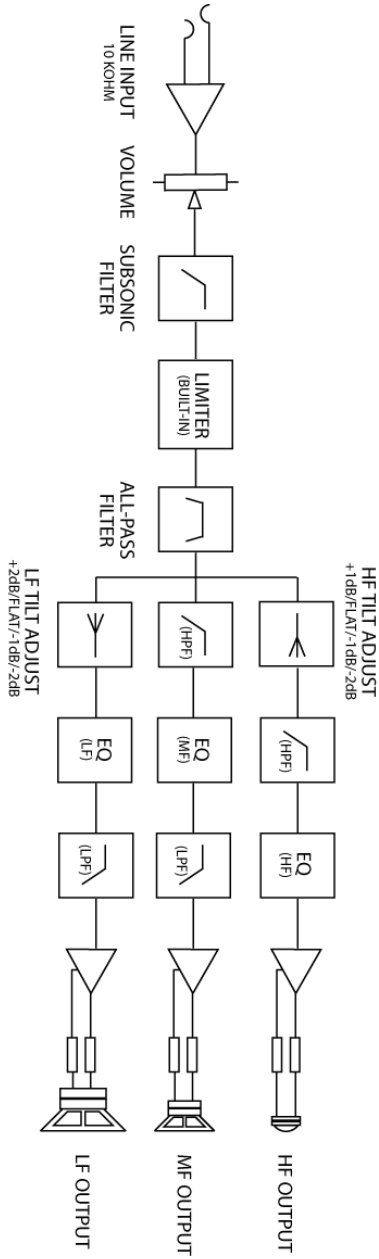 LINE INPUT
10 KOHM
VOLUME
SUBSONIC
FILTER
LIMITER
(BUILT-IN)
ALL-PASS
FILTER
HF TILT ADJUST
+1dB/FLAT/-1dB/-2dB
(HPF)
EQ
(HF)
HF OUTPUT
(HPF)
EQ
(MF)
(LPF)
MF OUTPUT
LF TILT ADJUST
+2dB/FLAT/-1dB/-2dB
EQ
(LF)
(LPF)
LF OUTPUT